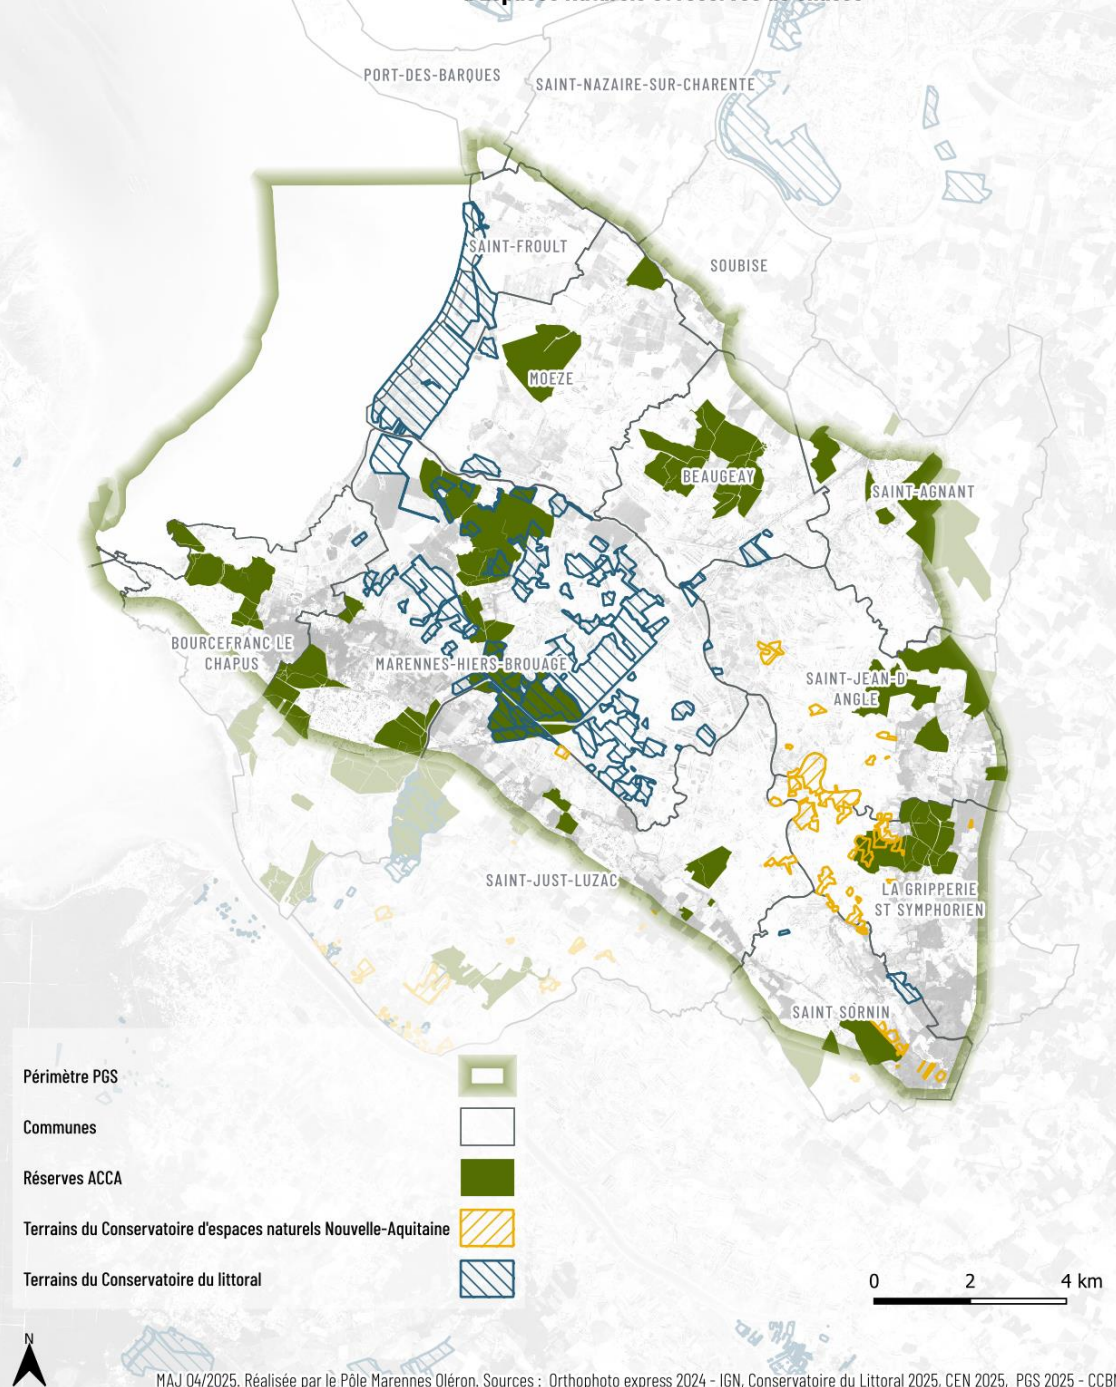 PORT-DES-BARQUES
SAINT-NAZAIRE-SUR-CHARENTE
SAINT-FROULT
SOUBISE
MOEZE
BEAUGEAY
SAINT-AGNANT
BOURCEFRANC LE
CHAPUS
MARENNES-HIERS-BROUAGE
SAINT-JEAN-D'
ANGLE
SAINT-JUST-LUZAC
LA GRIPPERIE
ST SYMPHORIEN
SAINT SORNIN
Périmètre PGS
Communes
Réserves ACCA
Terrains du Conservatoire d'espaces naturels Nouvelle-Aquitaine
Terrains du Conservatoire du littoral
0 2 4 km
N
MAJ 04/2025. Réalisée par le Pôle Marennes Oléron. Sources : Orthophoto express 2024 - IGN, Conservatoire du Littoral 2025, CEN 2025, PGS 2025 - CCB